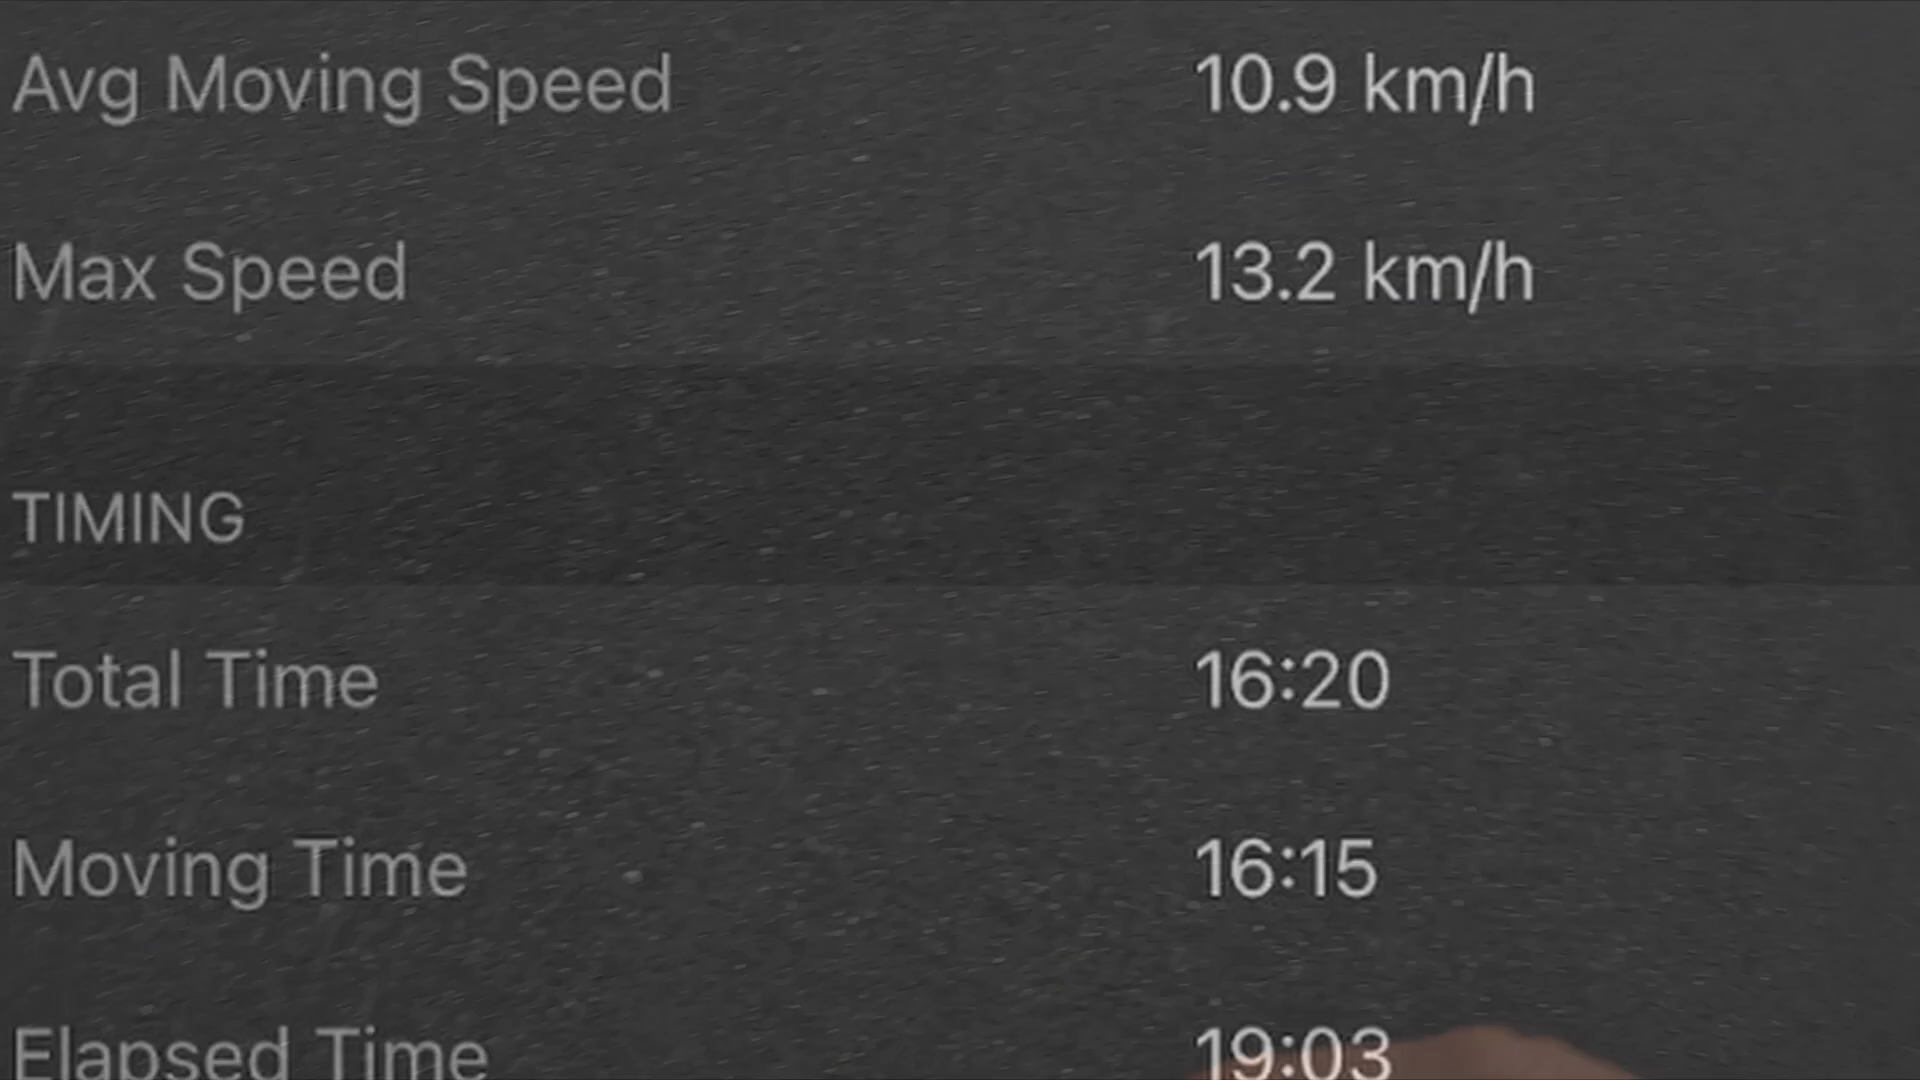 Avg Moving Speed 10.9 km/h
Max Speed 13.2 km/h
TIMING
Total Time 16:20
Moving Time 16:15
Elapsed Time 19:03